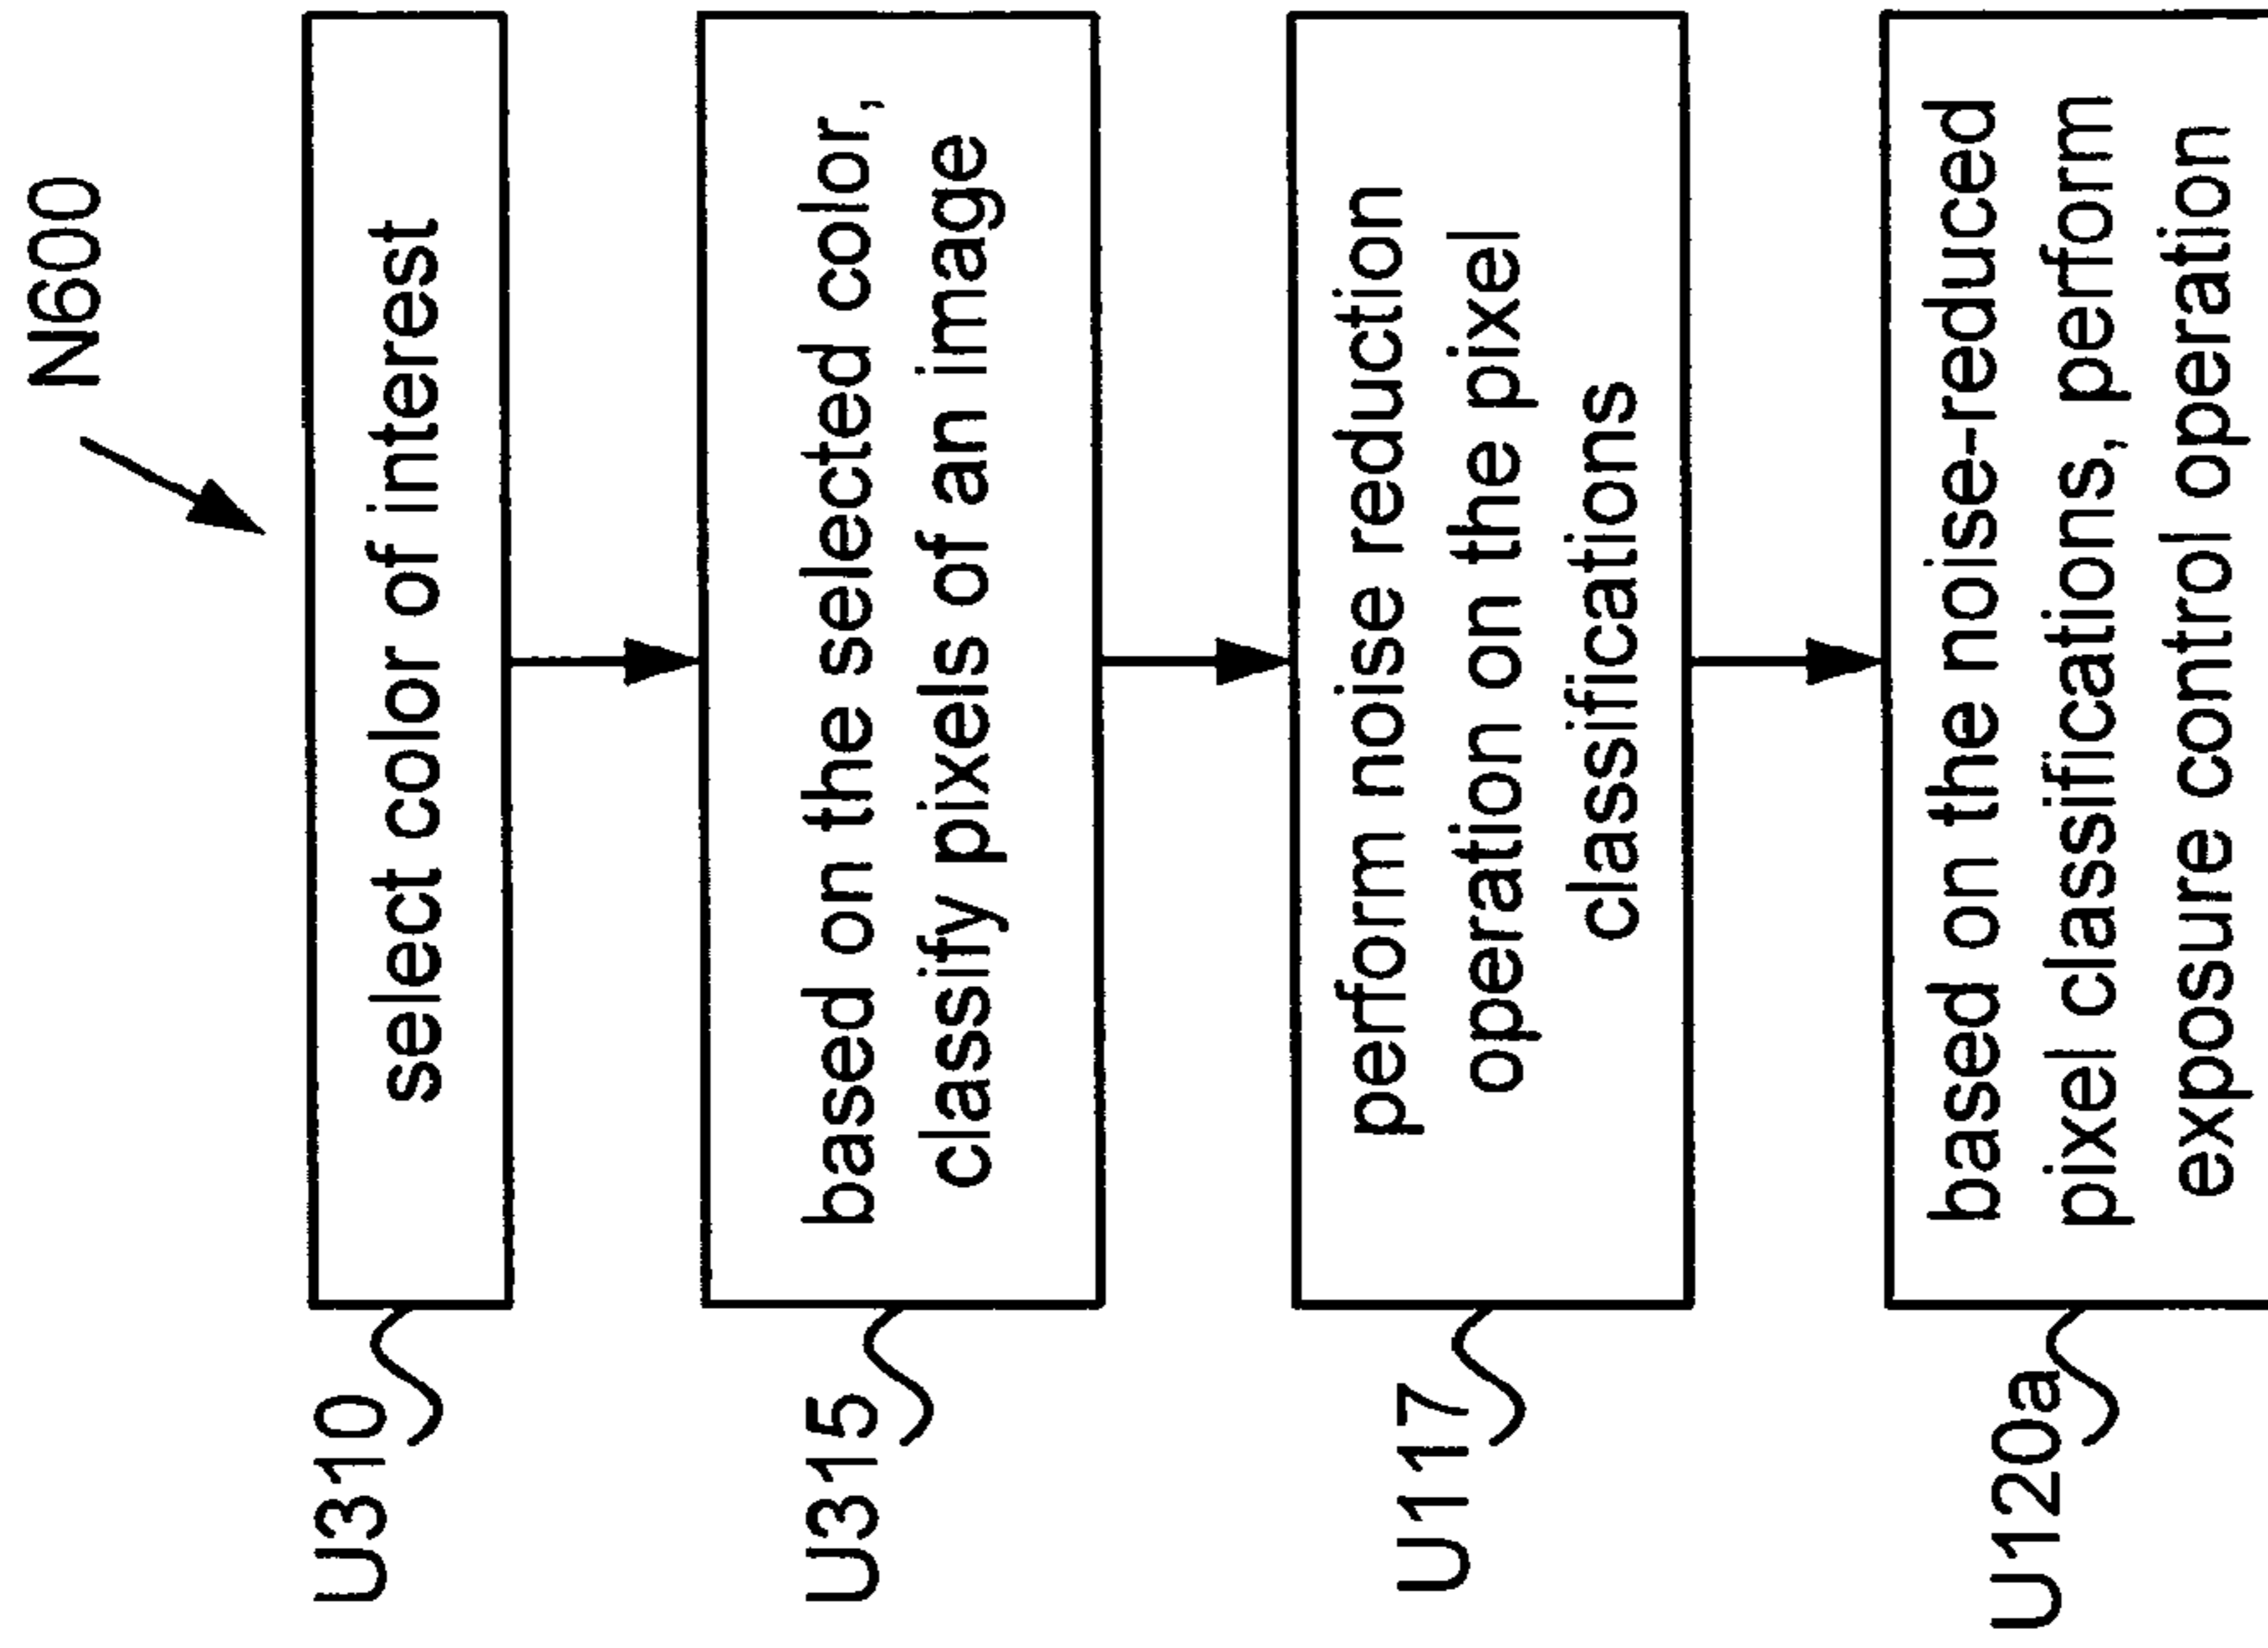 N600
U310
select color of interest
U315
based on the selected color,
classify pixels of an image
U117
perform noise reduction
operation on the pixel
classifications
U120a
based on the noise-reduced
pixel classifications, perform
exposure control operation